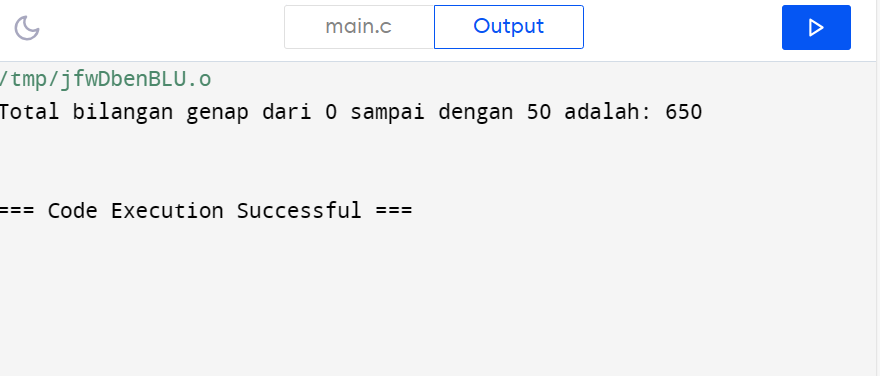 main.c
Output
/tmp/jfwDbenBLU.o
Total bilangan genap dari 0 sampai dengan 50 adalah: 650
=== Code Execution Successful ===